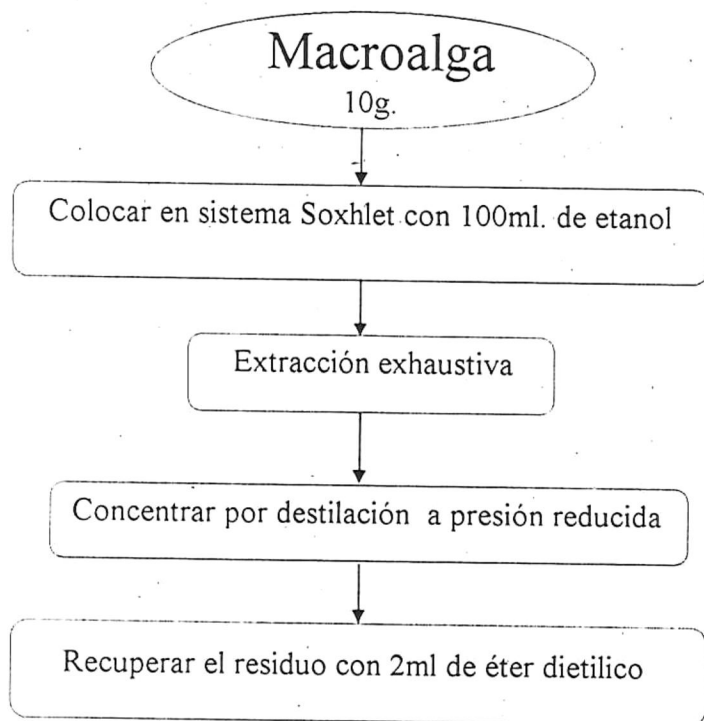 Macroalga
10g.
Colocar en sistema Soxhlet con 100ml. de etanol
Extracción exhaustiva
Concentrar por destilación a presión reducida
Recuperar el residuo con 2ml de éter dietilico